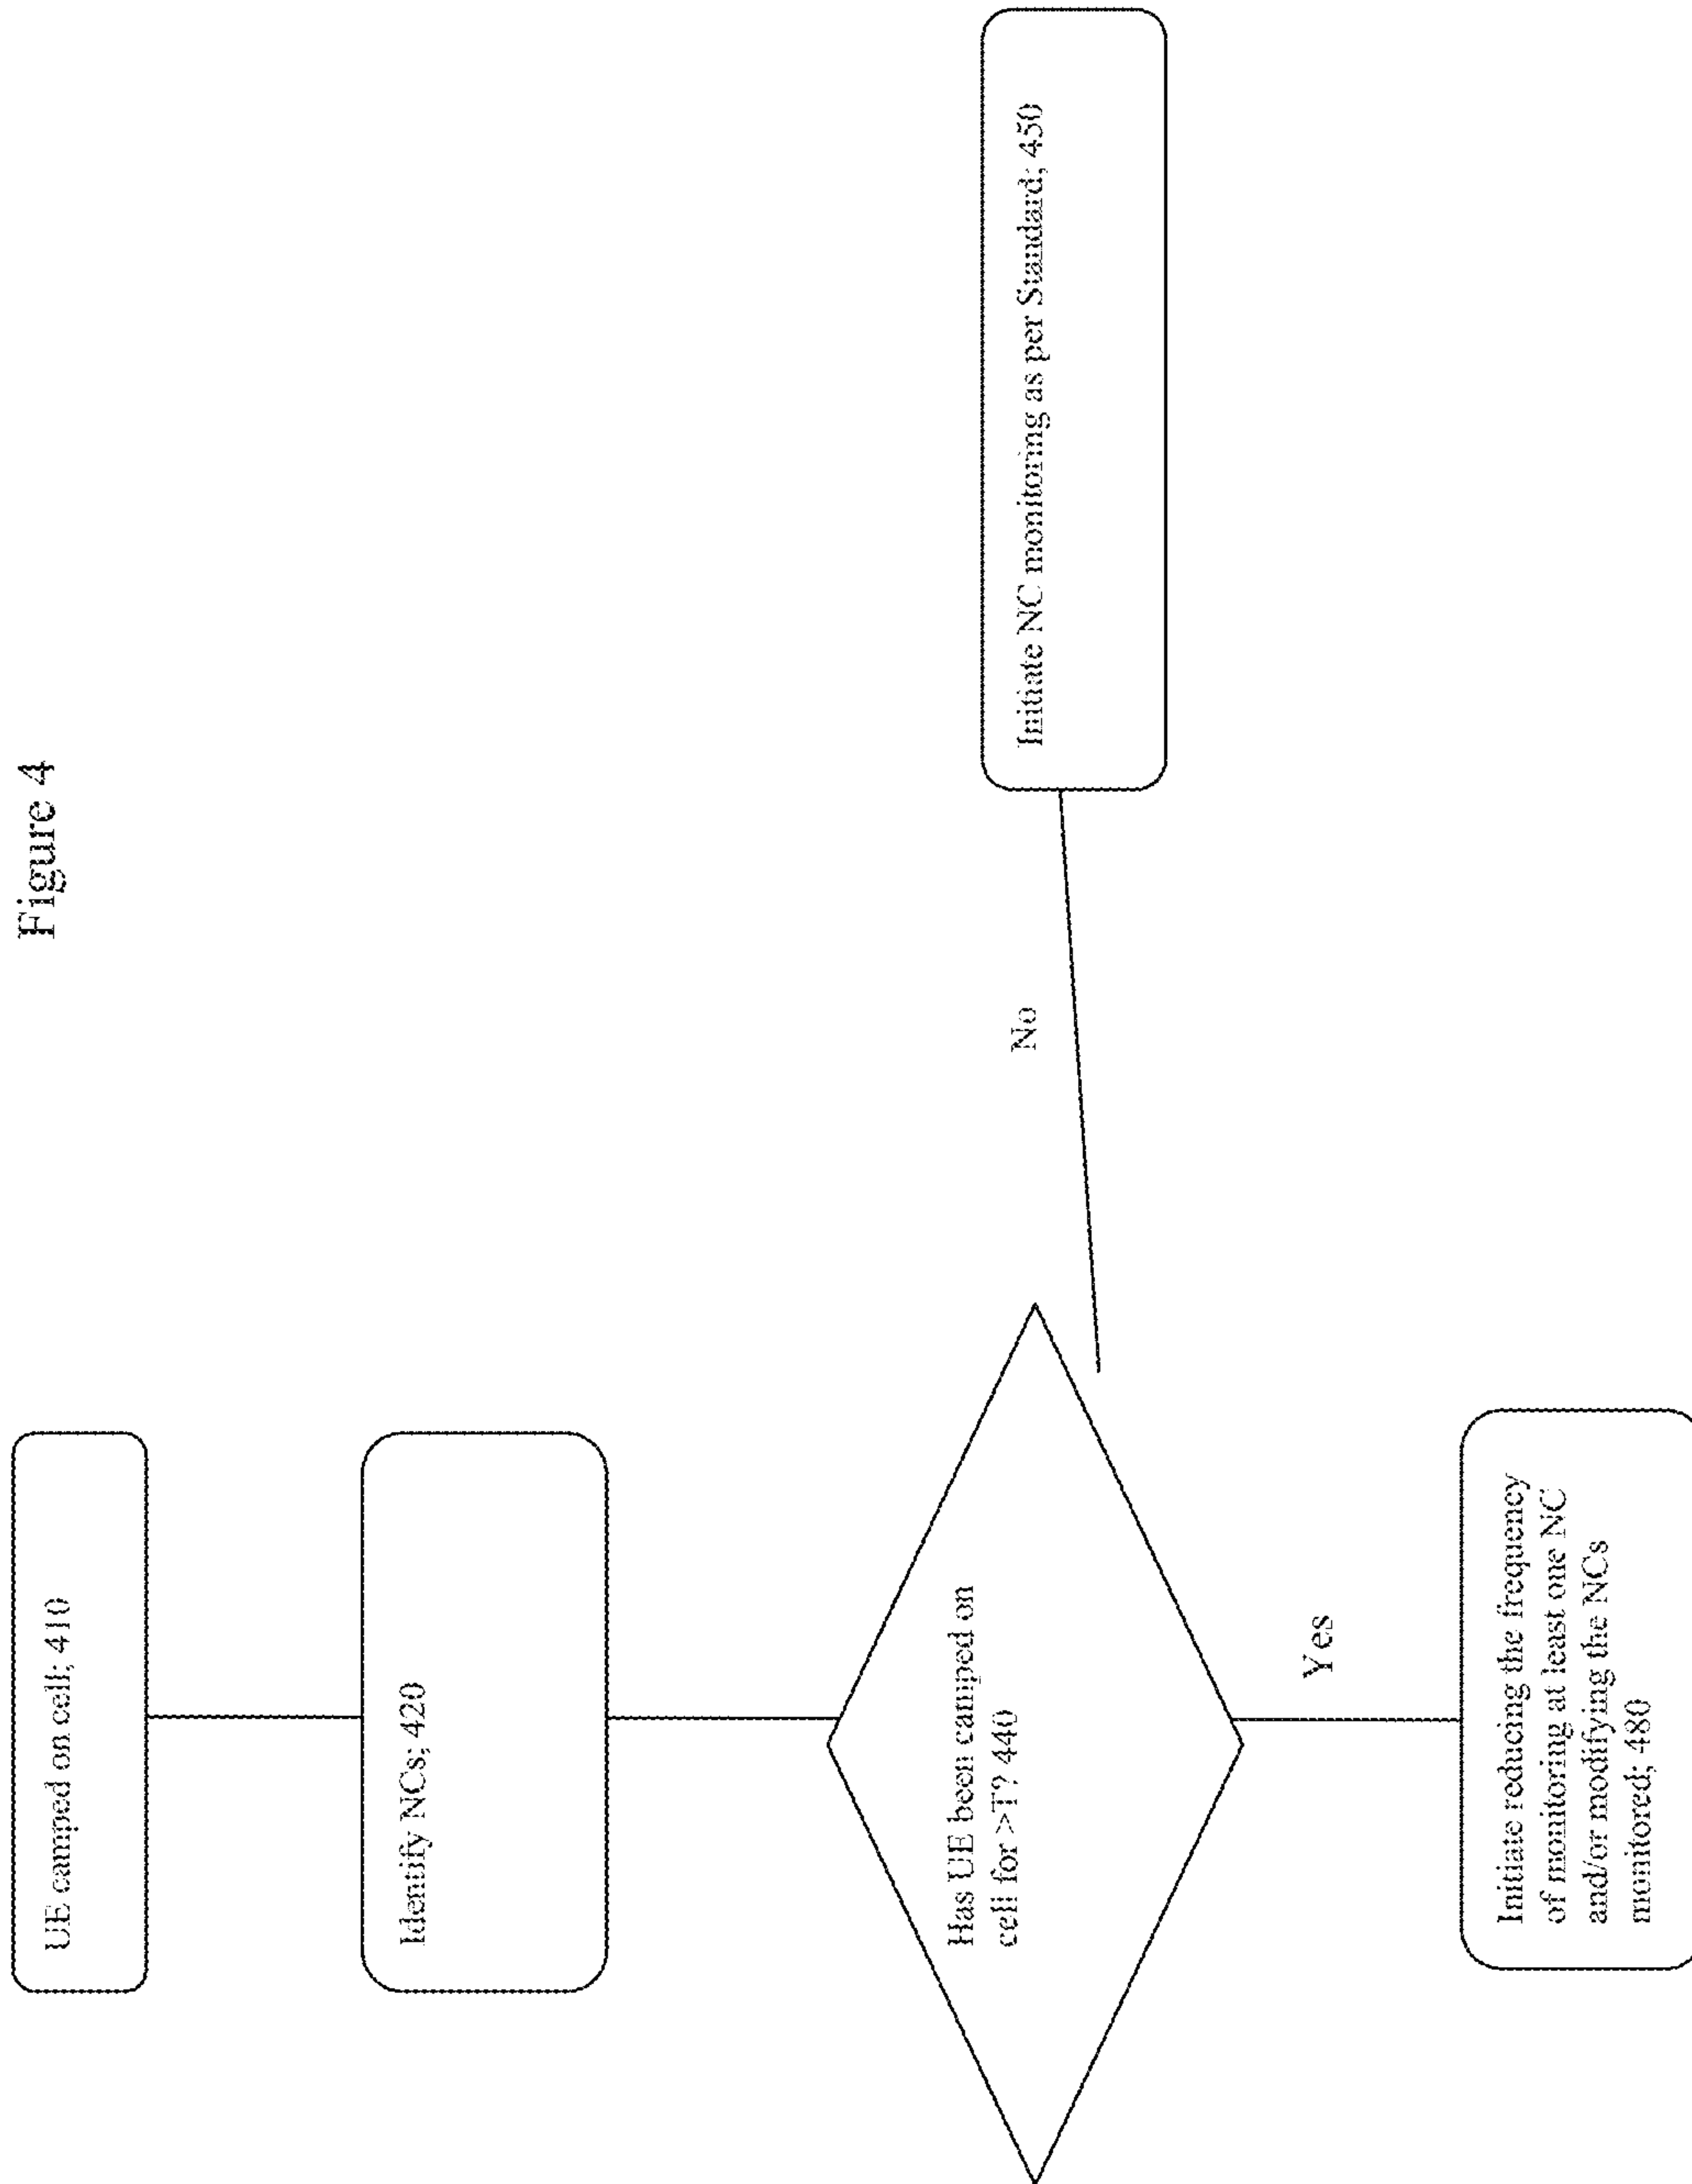 Figure 4
UE camped on cell; 410
Identify NCs; 420
Has UE been camped on
cell for >T? 440
No
Initiate NC monitoring as per Standard; 450
Yes
Initiate reducing the frequency
of monitoring at least one NC
and/or modifying the NCs
monitored; 480